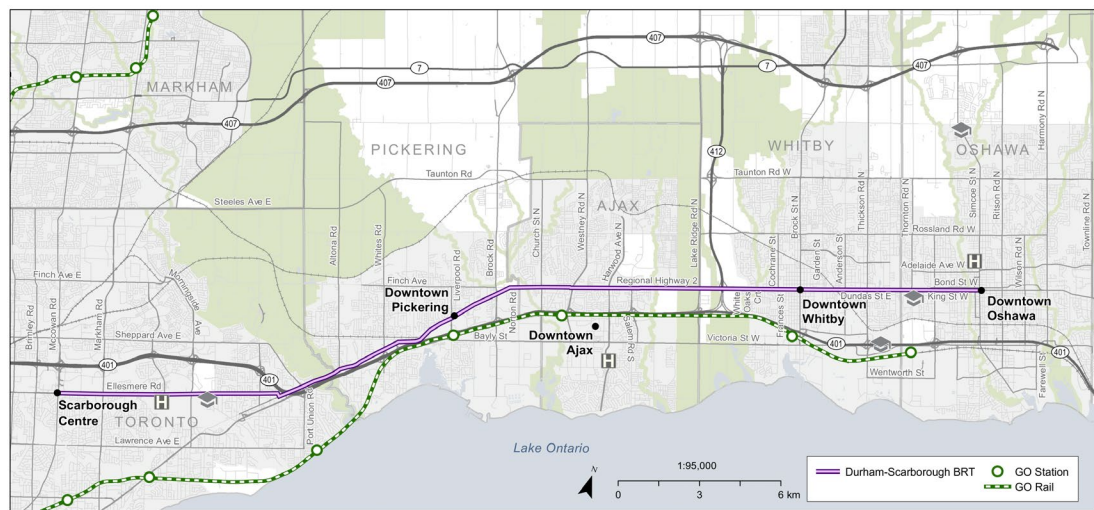 407
7
407
7
407
MARKHAM
407
PICKERING
WHITBY
OSHAWA
412
Harmony Rd N
Taunton Rd
Taunton Rd W
Steeles Ave E
AJAX
Altona Rd
Whites Rd
Church St N
Westney Rd N
Harwood Ave N
Lake Ridge Rd N
Brock St N
Thickson Rd N
Thornton Rd N
Simcoe St N
Ritson Rd N
Townline Rd N
Rossland Rd W
Liverpool Rd
Brock Rd
Cochrane St
Garden St
Anderson St
Adelaide Ave W
H
Wilson Rd N
Finch Ave E
Morningside Ave
Finch Ave
Regional Highway 2
Bond St W
Downtown
Pickering
Notion Rd
White
Oaks
Cr
Frances St
Dundas St E
King St W
Downtown
Whitby
Downtown
Oshawa
Brimley Rd
Mccowan Rd
Markham Rd
Sheppard Ave E
Bayly St
Downtown
Ajax
Salem Rd S
Victoria St W
401
401
H
Wentworth St
Farewell St
401
Ellesmere Rd
H
Scarborough
Centre
TORONTO
Port Union Rd
Lawrence Ave E
Lake Ontario
N
1:95,000
0
3
6 km
Durham-Scarborough BRT
GO Station
GO Rail